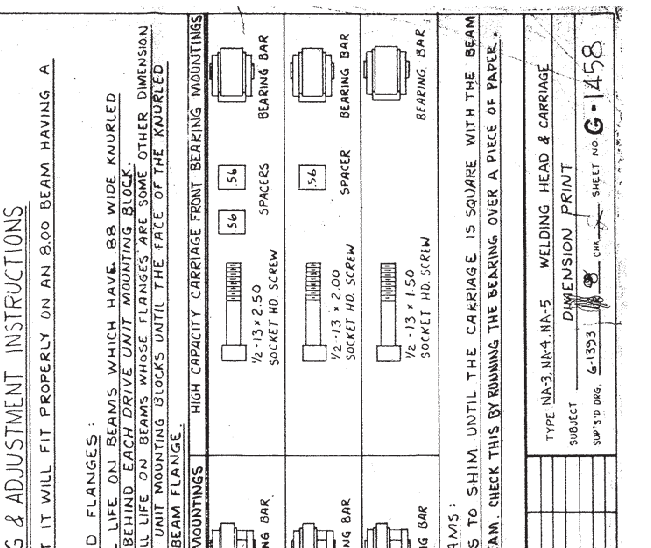 G & ADJUSTMENT INSTRUCTIONS
T IT WILL FIT PROPERLY ON AN 8.00 BEAM HAVING A
D FLANGES:
LIFE ON BEAMS WHICH HAVE .88 WIDE KNURLED
BEHIND EACH DRIVE UNIT MOUNTING BLOCK.
LL LIFE ON BEAMS WHOSE FLANGES ARE SOME OTHER DIMENSION
UNIT MOUNTING BLOCKS UNTIL THE FACE OF THE KNURLED
BEAM FLANGE.
MOUNTINGS
HIGH CAPACITY CARRIAGE FRONT BEARING MOUNTINGS
NG BAR
1/2-13 x 2.50
SOCKET HD. SCREW
.56
.56
SPACERS
BEARING BAR
NG BAR
1/2-13 x 2.00
SOCKET HD. SCREW
.56
SPACER
BEARING BAR
NG BAR
1/2-13 x 1.50
SOCKET HD. SCREW
BEARING BAR
AMS:
S TO SHIM UNTIL THE CARRIAGE IS SQUARE WITH THE BEAM
AM. CHECK THIS BY RUNNING THE BEARING OVER A PIECE OF PAPER.
TYPE NA-3, NA-4, NA-5 WELDING HEAD & CARRIAGE
SUBJECT DIMENSION PRINT
SUP'S'D DRG. G-1393 CHK. SHEET NO. G-1458